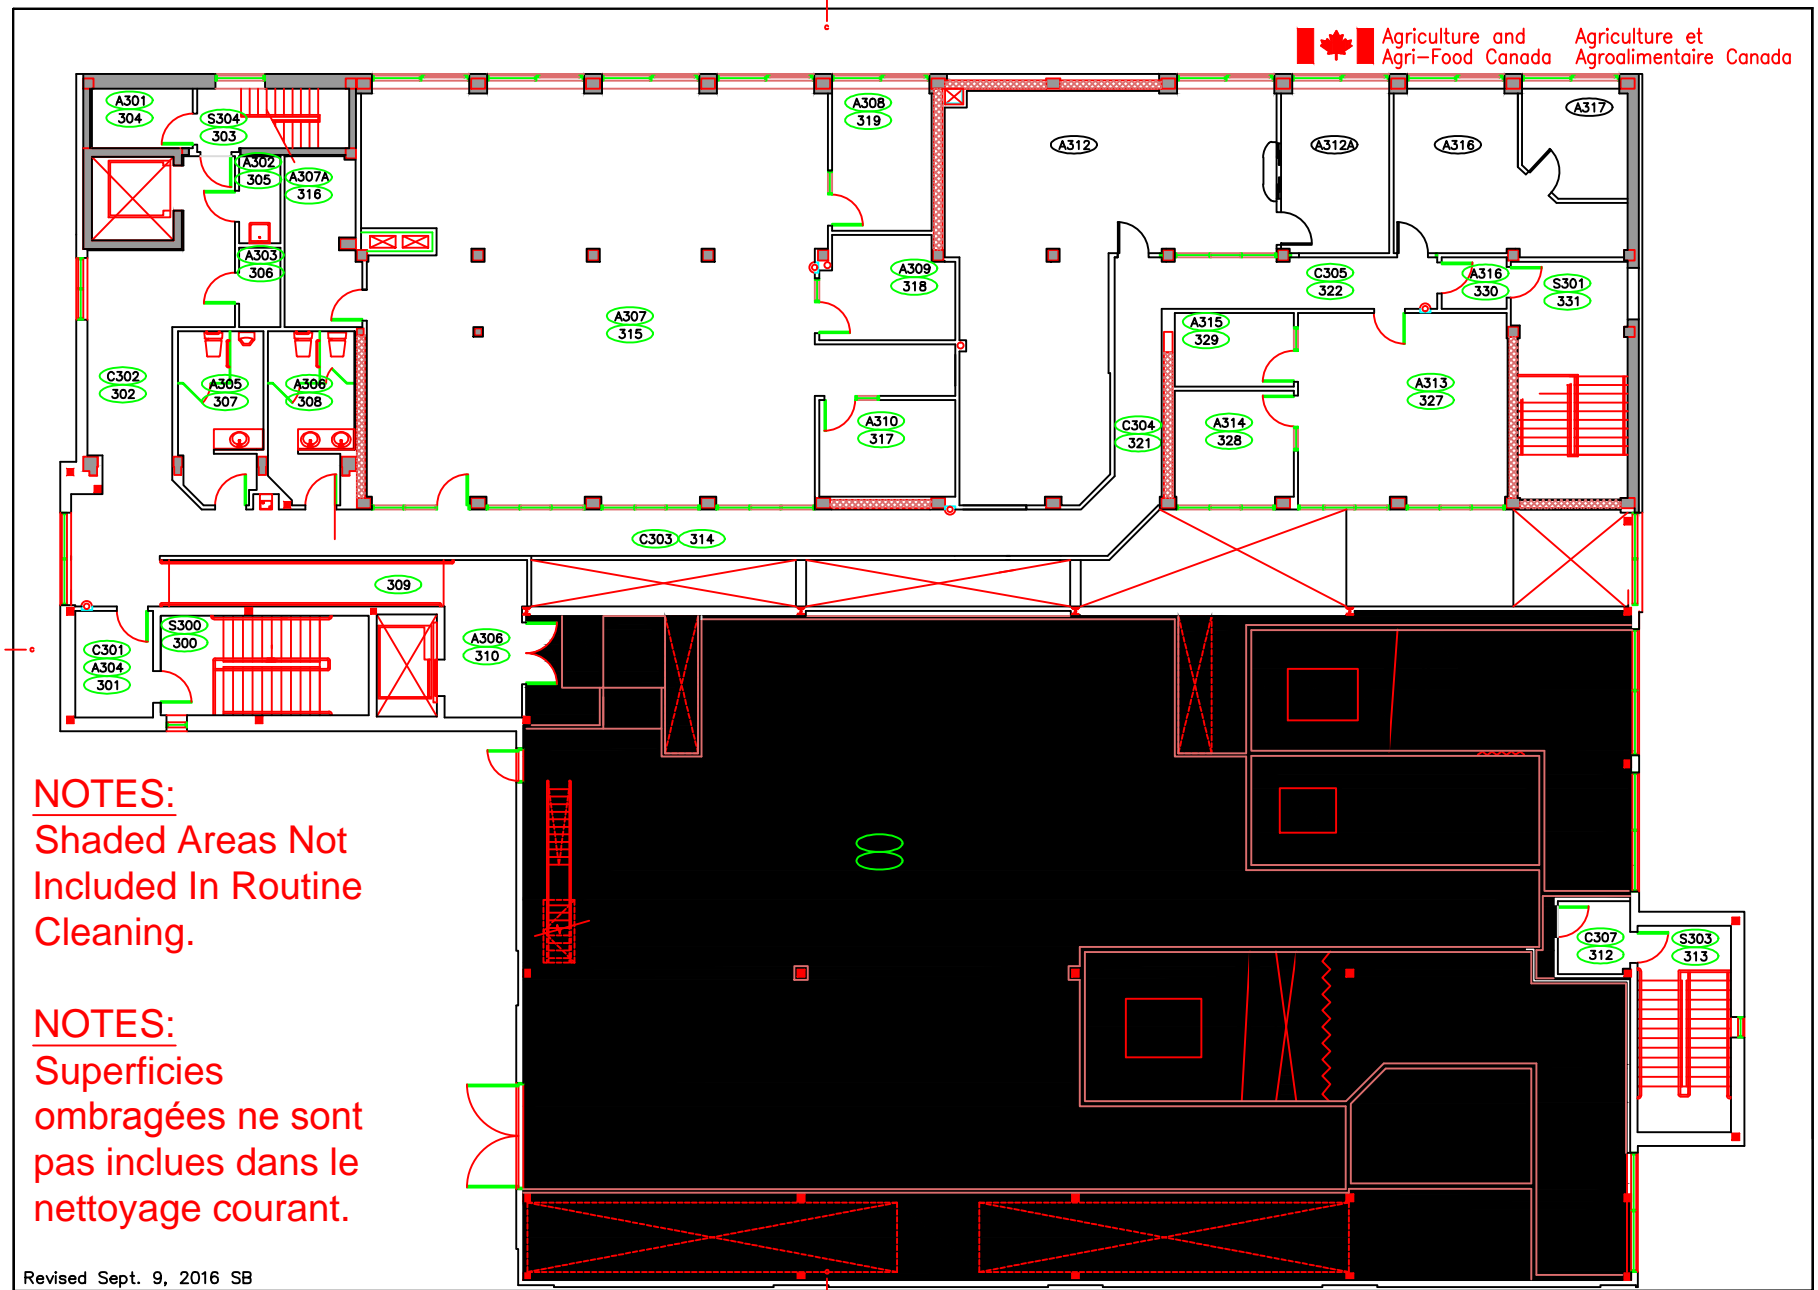 Agriculture and
Agri-Food Canada
Agriculture et
Agroalimentaire Canada
A301
304
S304
303
A302
305
A307A
316
A303
306
A308
319
A312
A312A
A316
A317
A309
318
A307
315
C305
322
A316
330
S301
331
A315
329
C302
302
A305
307
A306
308
A313
327
A310
317
C304
321
A314
328
C303
314
309
S300
300
C301
A304
301
A306
310
C307
312
S303
313
NOTES:
Shaded Areas Not
Included In Routine
Cleaning.
NOTES:
Superficies
ombragées ne sont
pas inclues dans le
nettoyage courant.
Revised Sept. 9, 2016 SB